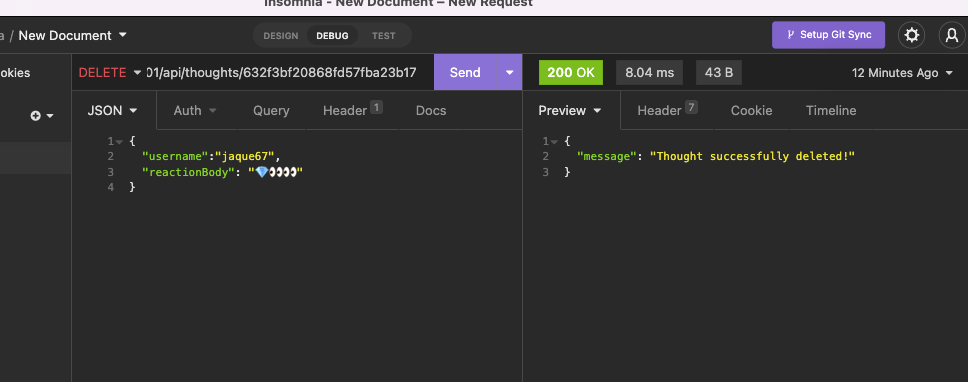 Insomnia - New Document – New Request
a / New Document
DESIGN DEBUG TEST
Setup Git Sync
ookies
DELETE 01/api/thoughts/632f3bf20868fd57fba23b17 Send
200 OK 8.04 ms 43 B 12 Minutes Ago
JSON Auth Query Header 1 Docs
Preview Header 7 Cookie Timeline
1 {
2 "username":"jaque67",
3 "reactionBody": "💎👀👀"
4 }
1 {
2 "message": "Thought successfully deleted!"
3 }